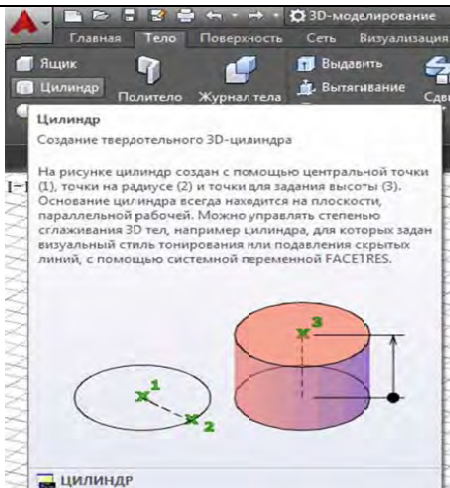 3D-моделирование
Главная Тело Поверхность Сеть Визуализация
Ящик
Цилиндр
Политело
Журнал тела
Выдавить
Вытягивание
Сдви
Цилиндр
Создание твердотельного 3D-цилиндра
На рисунке цилиндр создан с помощью центральной точки
(1), точки на радиусе (2) и точки для задания высоты (3).
Основание цилиндра всегда находится на плоскости,
параллельной рабочей. Можно управлять степенью
сглаживания 3D тел, например цилиндра, для которых задан
визуальный стиль тонирования или подавления скрытых
линий, с помощью системной переменной FACETRES.
[−]
1
2
3
ЦИЛИНДР